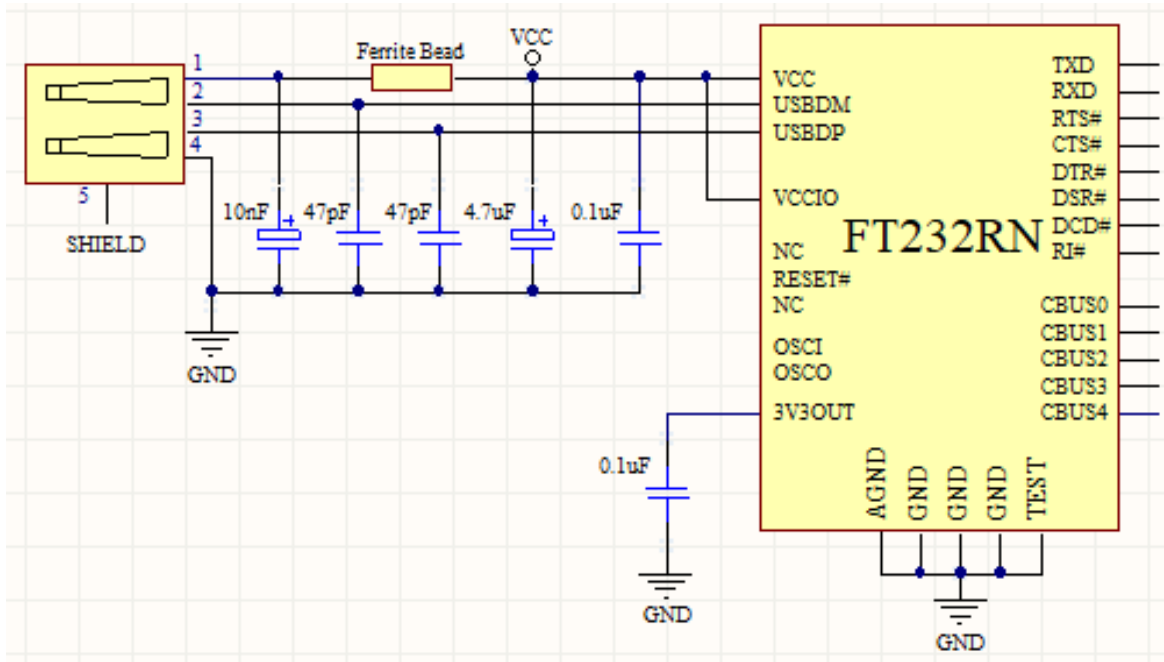 VCC
Ferrite Bead
1
2
3
4
5
SHIELD
10nF
47pF
47pF
4.7uF
0.1uF
GND
0.1uF
GND
VCC
USBDM
USBDP
VCCIO
NC
RESET#
NC
OSCI
OSCO
3V3OUT
FT232RN
TXD
RXD
RTS#
CTS#
DTR#
DSR#
DCD#
RI#
CBUS0
CBUS1
CBUS2
CBUS3
CBUS4
AGND
GND
GND
GND
TEST
GND